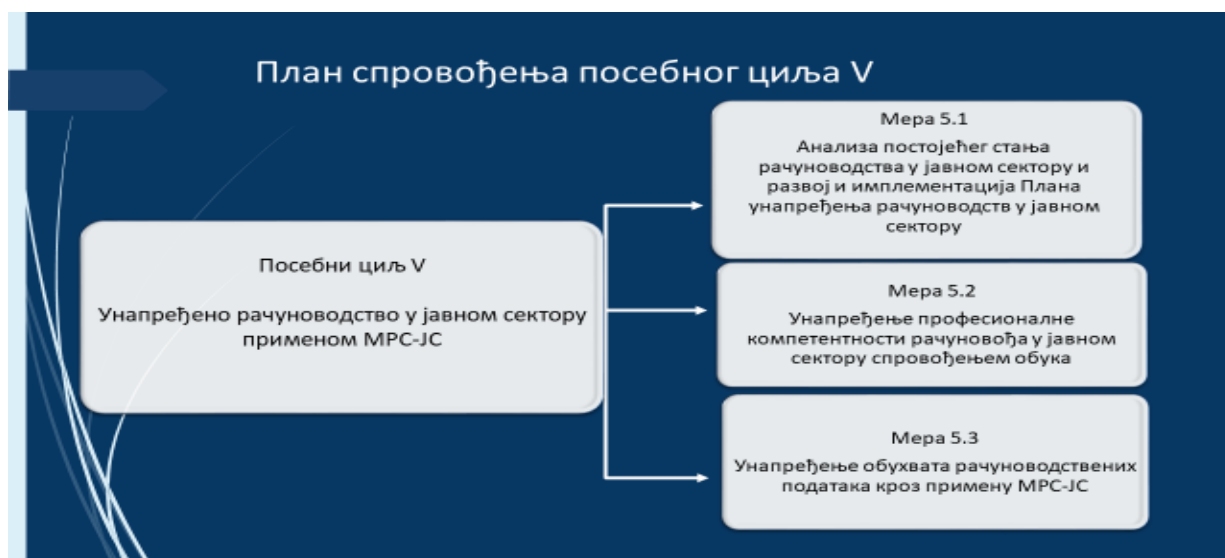 План спровођења посебног циља V
Посебни циљ V
Унапређено рачуноводство у јавном сектору
применом МРС-ЈС
Мера 5.1
Анализа постојећег стања
рачуноводства у јавном сектору и
развој и имплементација Плана
унапређења рачуноводств у јавном
сектору
Мера 5.2
Унапређење професионалне
компетентности рачуновођа у јавном
сектору спровођењем обука
Мера 5.3
Унапређење обухвата рачуноводствених
података кроз примену МРС-ЈС